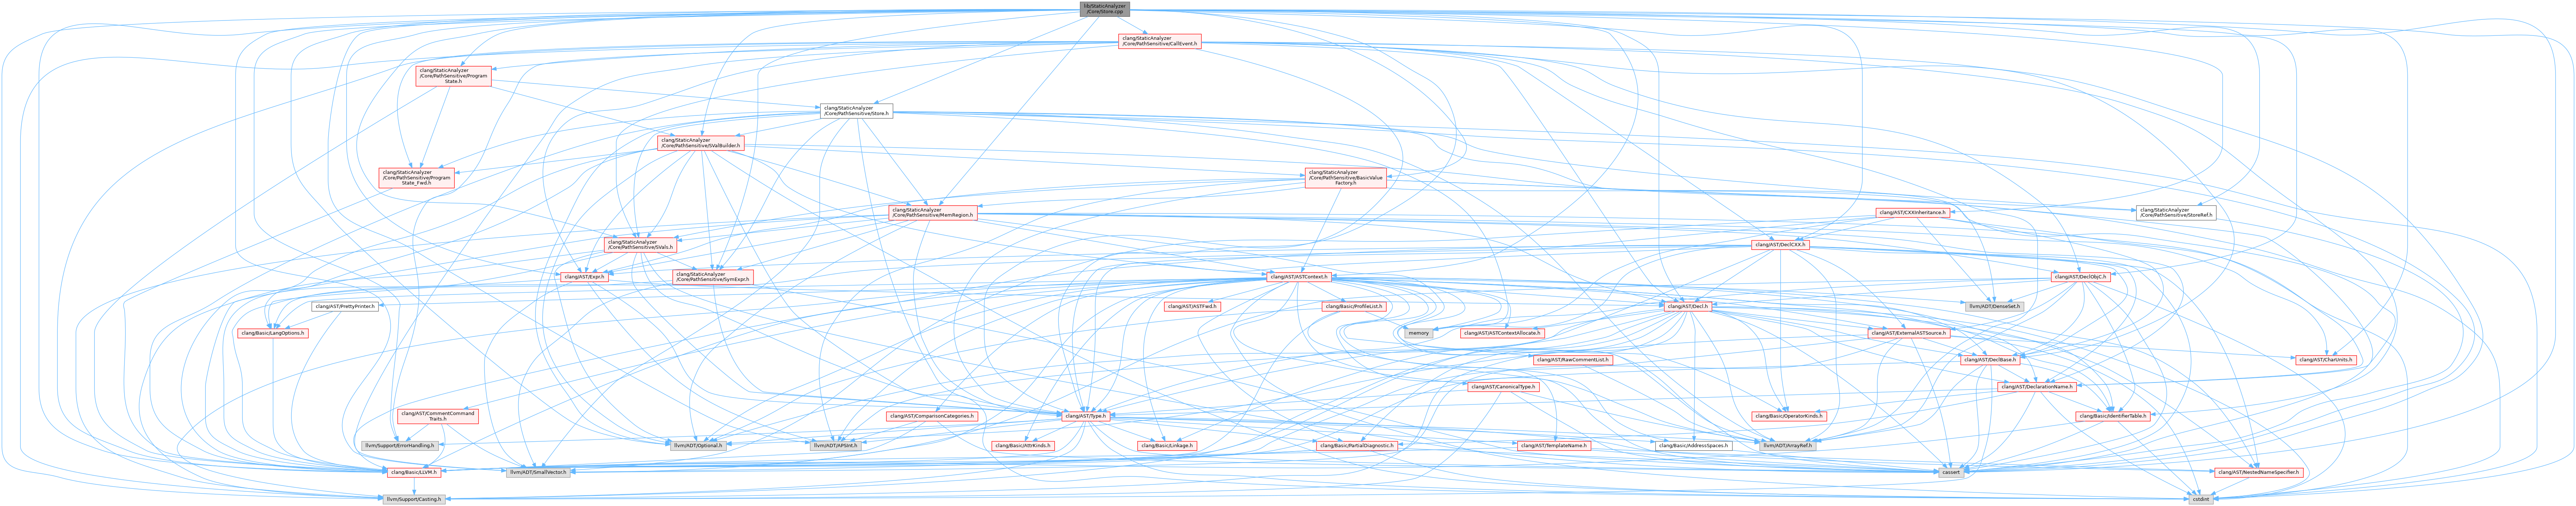 lib/StaticAnalyzer
/Core/Store.cpp
clang/StaticAnalyzer
/Core/PathSensitive/CallEvent.h
clang/StaticAnalyzer
/Core/PathSensitive/Program
State.h
clang/StaticAnalyzer
/Core/PathSensitive/Store.h
clang/StaticAnalyzer
/Core/PathSensitive/SValBuilder.h
clang/StaticAnalyzer
/Core/PathSensitive/Program
State_Fwd.h
clang/StaticAnalyzer
/Core/PathSensitive/BasicValue
Factory.h
clang/StaticAnalyzer
/Core/PathSensitive/MemRegion.h
clang/AST/CXXInheritance.h
clang/StaticAnalyzer
/Core/PathSensitive/StoreRef.h
clang/StaticAnalyzer
/Core/PathSensitive/SVals.h
clang/AST/DeclCXX.h
clang/AST/Expr.h
clang/StaticAnalyzer
/Core/PathSensitive/SymExpr.h
clang/AST/ASTContext.h
clang/AST/DeclObjC.h
clang/AST/PrettyPrinter.h
clang/AST/ASTFwd.h
clang/Basic/ProfileList.h
clang/AST/Decl.h
llvm/ADT/DenseSet.h
clang/Basic/LangOptions.h
memory
clang/AST/ASTContextAllocate.h
clang/AST/ExternalASTSource.h
clang/AST/RawCommentList.h
clang/AST/DeclBase.h
clang/AST/CharUnits.h
clang/AST/CanonicalType.h
clang/AST/DeclarationName.h
clang/AST/CommentCommand
Traits.h
clang/AST/ComparisonCategories.h
clang/AST/Type.h
clang/Basic/OperatorKinds.h
clang/Basic/IdentifierTable.h
llvm/Support/ErrorHandling.h
llvm/ADT/Optional.h
llvm/ADT/APSInt.h
clang/Basic/AttrKinds.h
clang/Basic/Linkage.h
clang/Basic/PartialDiagnostic.h
clang/AST/TemplateName.h
clang/Basic/AddressSpaces.h
llvm/ADT/ArrayRef.h
clang/Basic/LLVM.h
llvm/ADT/SmallVector.h
cassert
clang/AST/NestedNameSpecifier.h
llvm/Support/Casting.h
cstdint